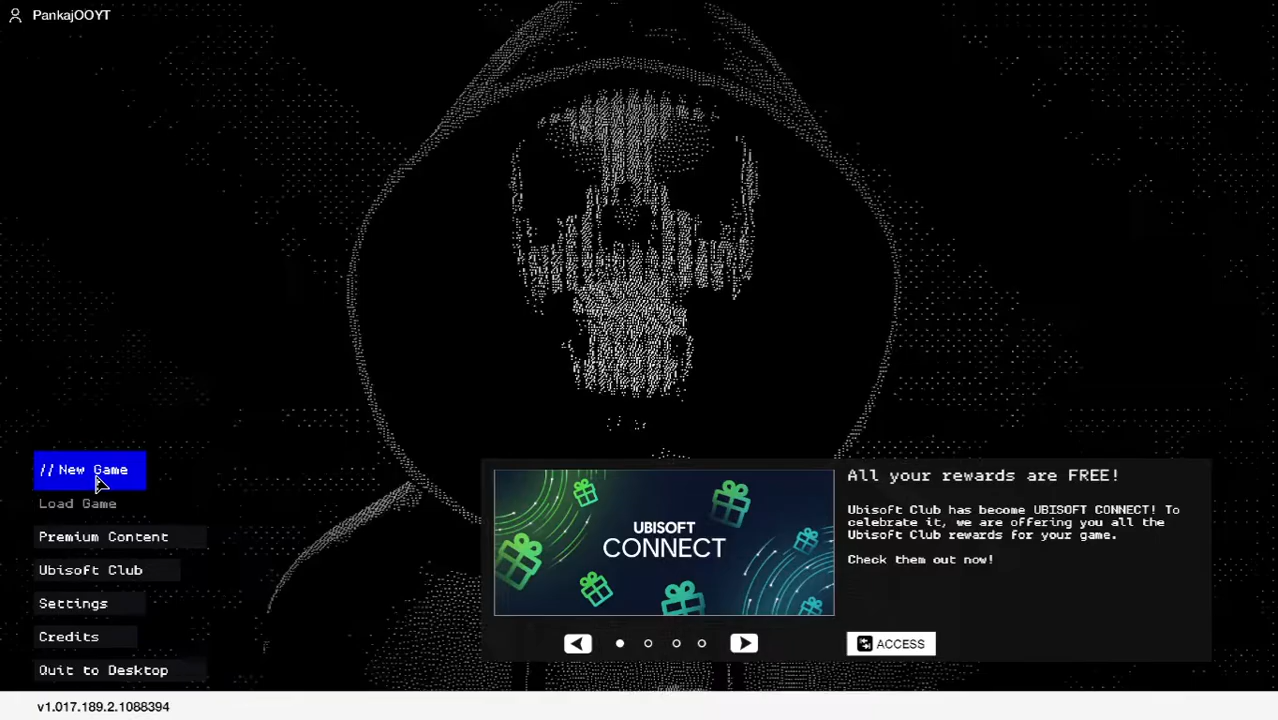 PankajOOYT
// New Game
Load Game
Premium Content
Ubisoft Club
Settings
Credits
Quit to Desktop
UBISOFT
CONNECT
All your rewards are FREE!
Ubisoft Club has become UBISOFT CONNECT! To
celebrate it, we are offering you all the
Ubisoft Club rewards for your game.
Check them out now!
ACCESS
v1.017.189.2.1088394